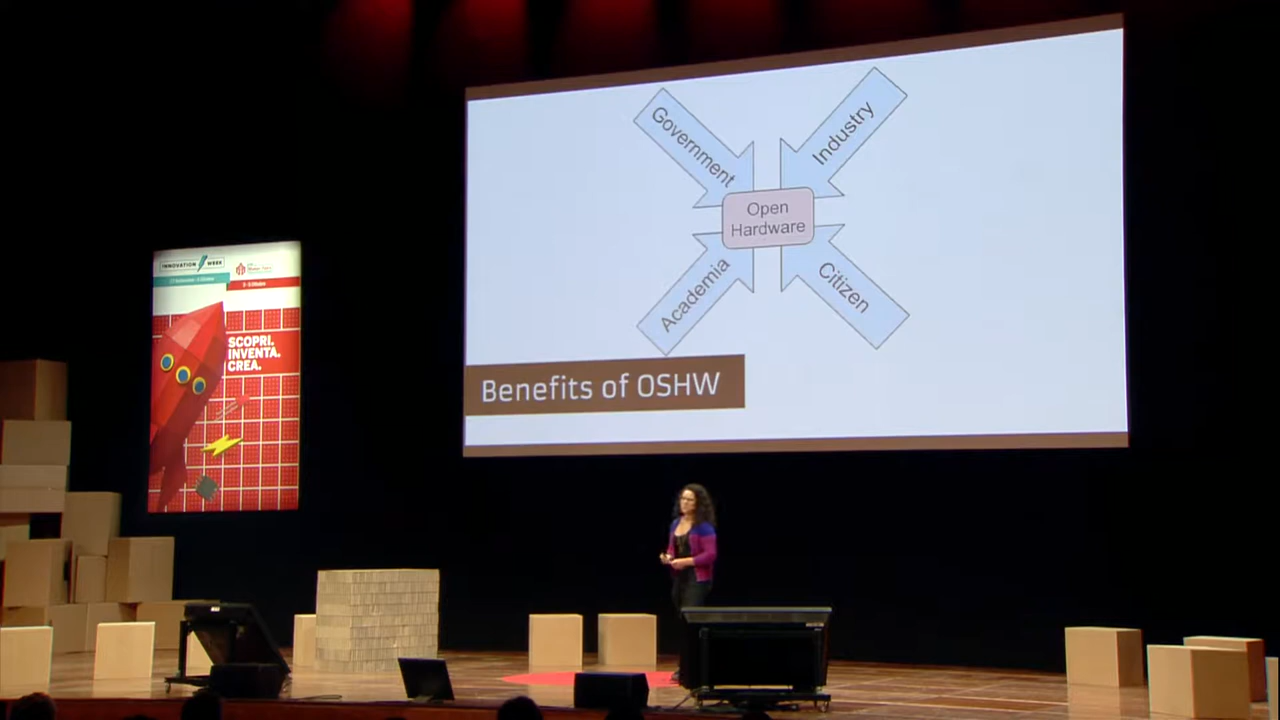 Government
Industry
Open
Hardware
Academia
Citizen
Benefits of OSHW
INNOVATION WEEK
SCOPRI.
INVENTA.
CREA.